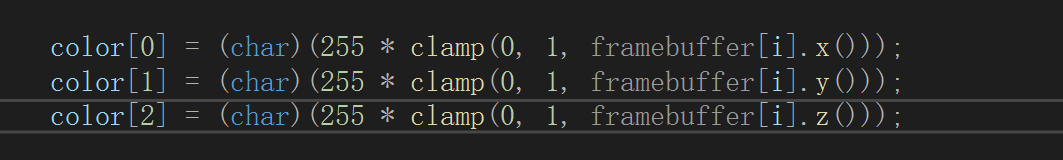 color[0] = (char)(255 * clamp(0, 1, framebuffer[i].x()));
color[1] = (char)(255 * clamp(0, 1, framebuffer[i].y()));
color[2] = (char)(255 * clamp(0, 1, framebuffer[i].z()));